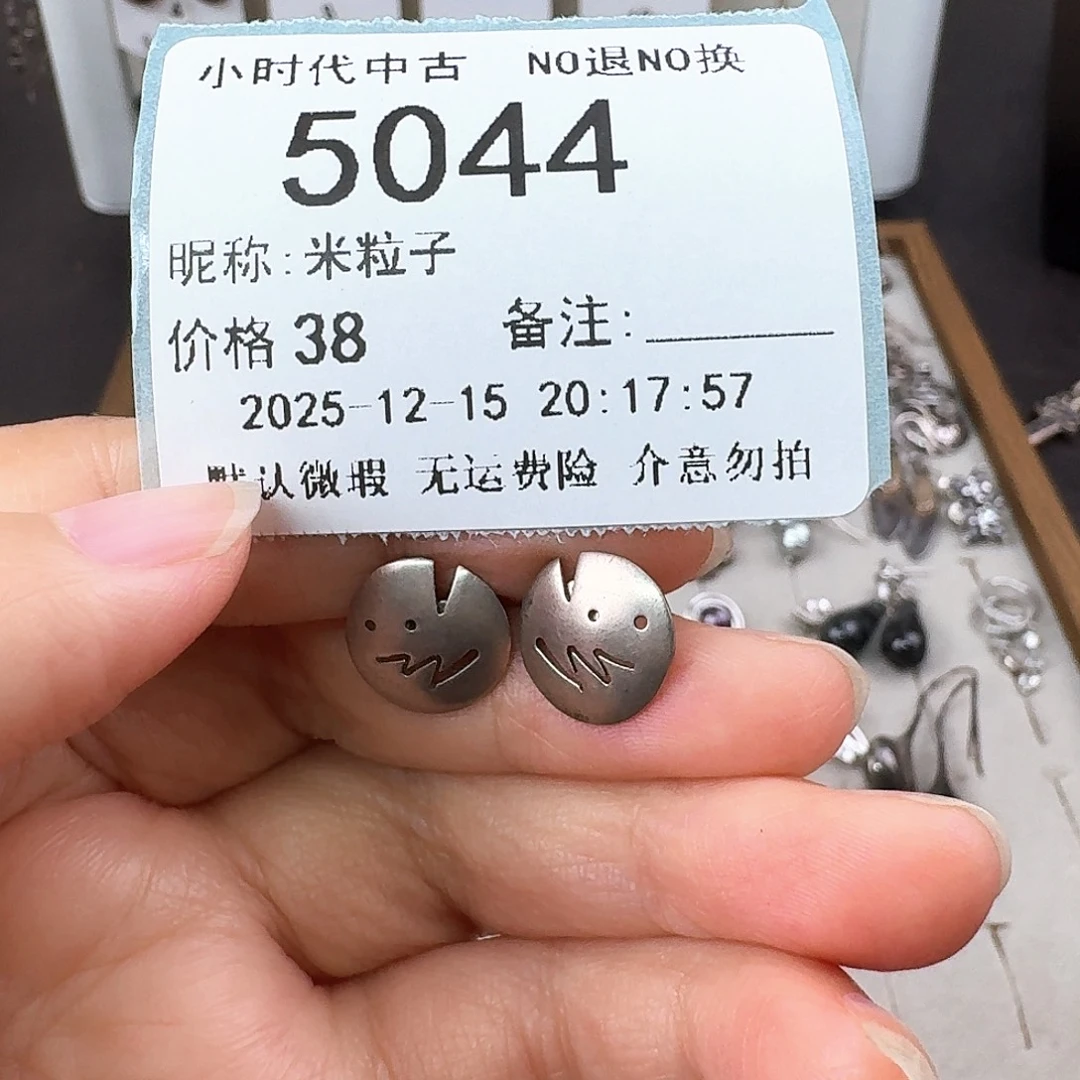 小时代中古 NO退NO换
5044
昵称:米粒子
价格 38 备注:
2025-12-15 20:17:57
默认微瑕 无运费险 介意勿拍